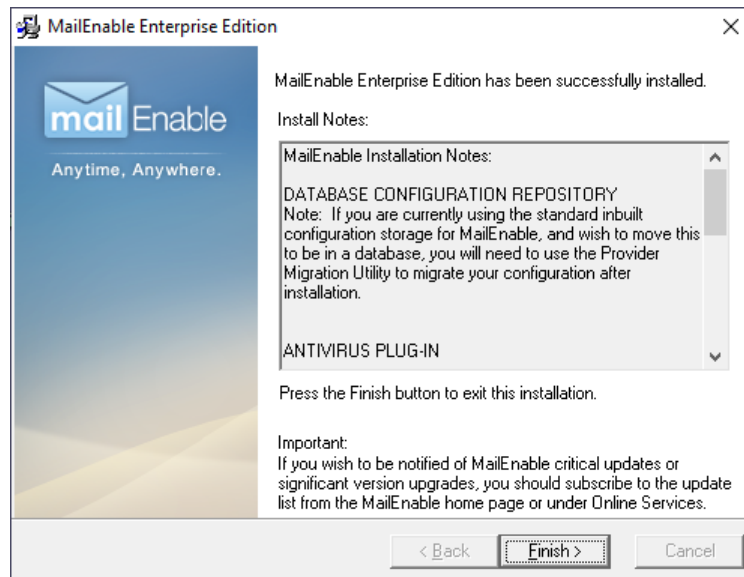 MailEnable Enterprise Edition
mail Enable
Anytime, Anywhere.
MailEnable Enterprise Edition has been successfully installed.
Install Notes:
MailEnable Installation Notes:
DATABASE CONFIGURATION REPOSITORY
Note:  If you are currently using the standard inbuilt
configuration storage for MailEnable, and wish to move this
to be in a database, you will need to use the Provider
Migration Utility to migrate your configuration after
installation.
ANTIVIRUS PLUG-IN
Press the Finish button to exit this installation.
Important:
If you wish to be notified of MailEnable critical updates or
significant version upgrades, you should subscribe to the update
list from the MailEnable home page or under Online Services.
< Back
Finish >
Cancel